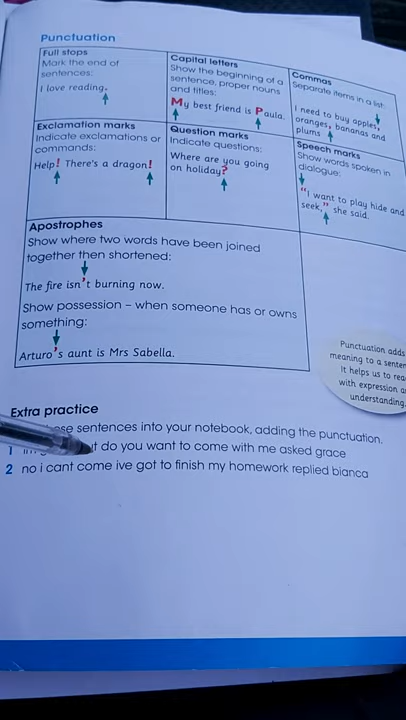 Punctuation
Full stops
Mark the end of
sentences:
I love reading.
Capital letters
Show the beginning of a
sentence, proper nouns
and titles:
My best friend is Paula.
Commas
Separate items in a list:
I need to buy apples,
oranges, bananas and
plums
Exclamation marks
Indicate exclamations or
commands:
Help! There's a dragon!
Question marks
Indicate questions:
Where are you going
on holiday?
Speech marks
Show words spoken in
dialogue:
"I want to play hide and
seek," she said.
Apostrophes
Show where two words have been joined
together then shortened:
The fire isn't burning now.
Show possession – when someone has or owns
something:
Arturo's aunt is Mrs Sabella.
Punctuation adds
meaning to a
It helps us to
with expression
understanding.
Extra practice
sentences into your notebook, adding the punctuation.
1 do you want to come with me asked grace
2 no i cant come ive got to finish my homework replied bianca